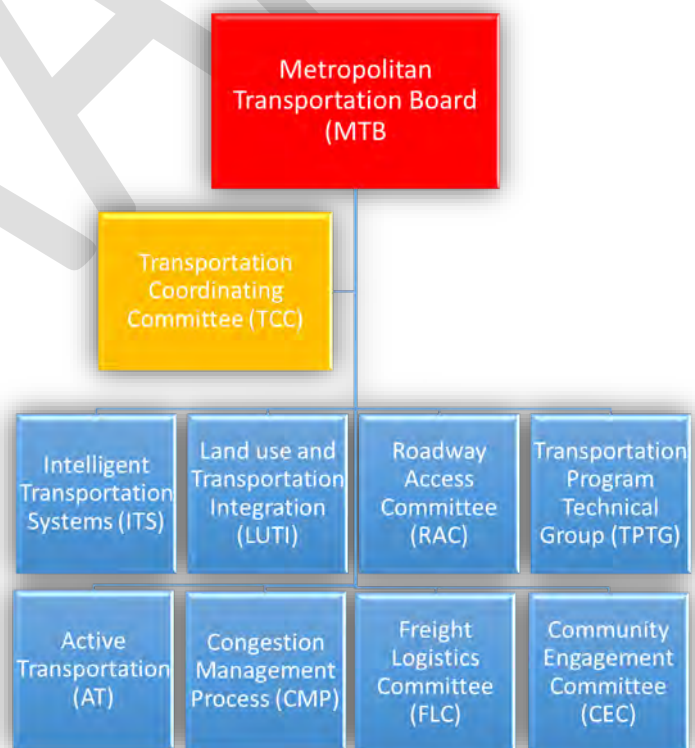 Metropolitan
Transportation Board
(MTB
Transportation
Coordinating
Committee (TCC)
Intelligent
Transportation
Systems (ITS)
Land use and
Transportation
Integration
(LUTI)
Roadway
Access
Committee
(RAC)
Transportation
Program
Technical
Group (TPTG)
Active
Transportation
(AT)
Congestion
Management
Process (CMP)
Freight
Logistics
Committee
(FLC)
Community
Engagement
Committee
(CEC)